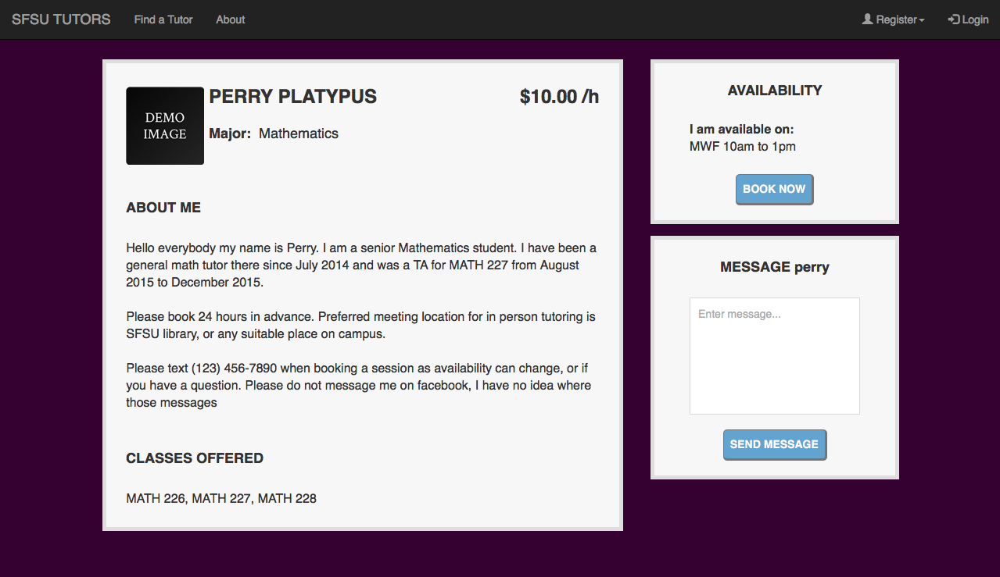 SFSU TUTORS Find a Tutor About Register Login
DEMO
IMAGE
PERRY PLATYPUS $10.00 /h
Major: Mathematics
ABOUT ME
Hello everybody my name is Perry. I am a senior Mathematics student. I have been a
general math tutor there since July 2014 and was a TA for MATH 227 from August
2015 to December 2015.
Please book 24 hours in advance. Preferred meeting location for in person tutoring is
SFSU library, or any suitable place on campus.
Please text (123) 456-7890 when booking a session as availability can change, or if
you have a question. Please do not message me on facebook, I have no idea where
those messages
CLASSES OFFERED
MATH 226, MATH 227, MATH 228
AVAILABILITY
I am available on:
MWF 10am to 1pm
BOOK NOW
MESSAGE perry
Enter message...
SEND MESSAGE